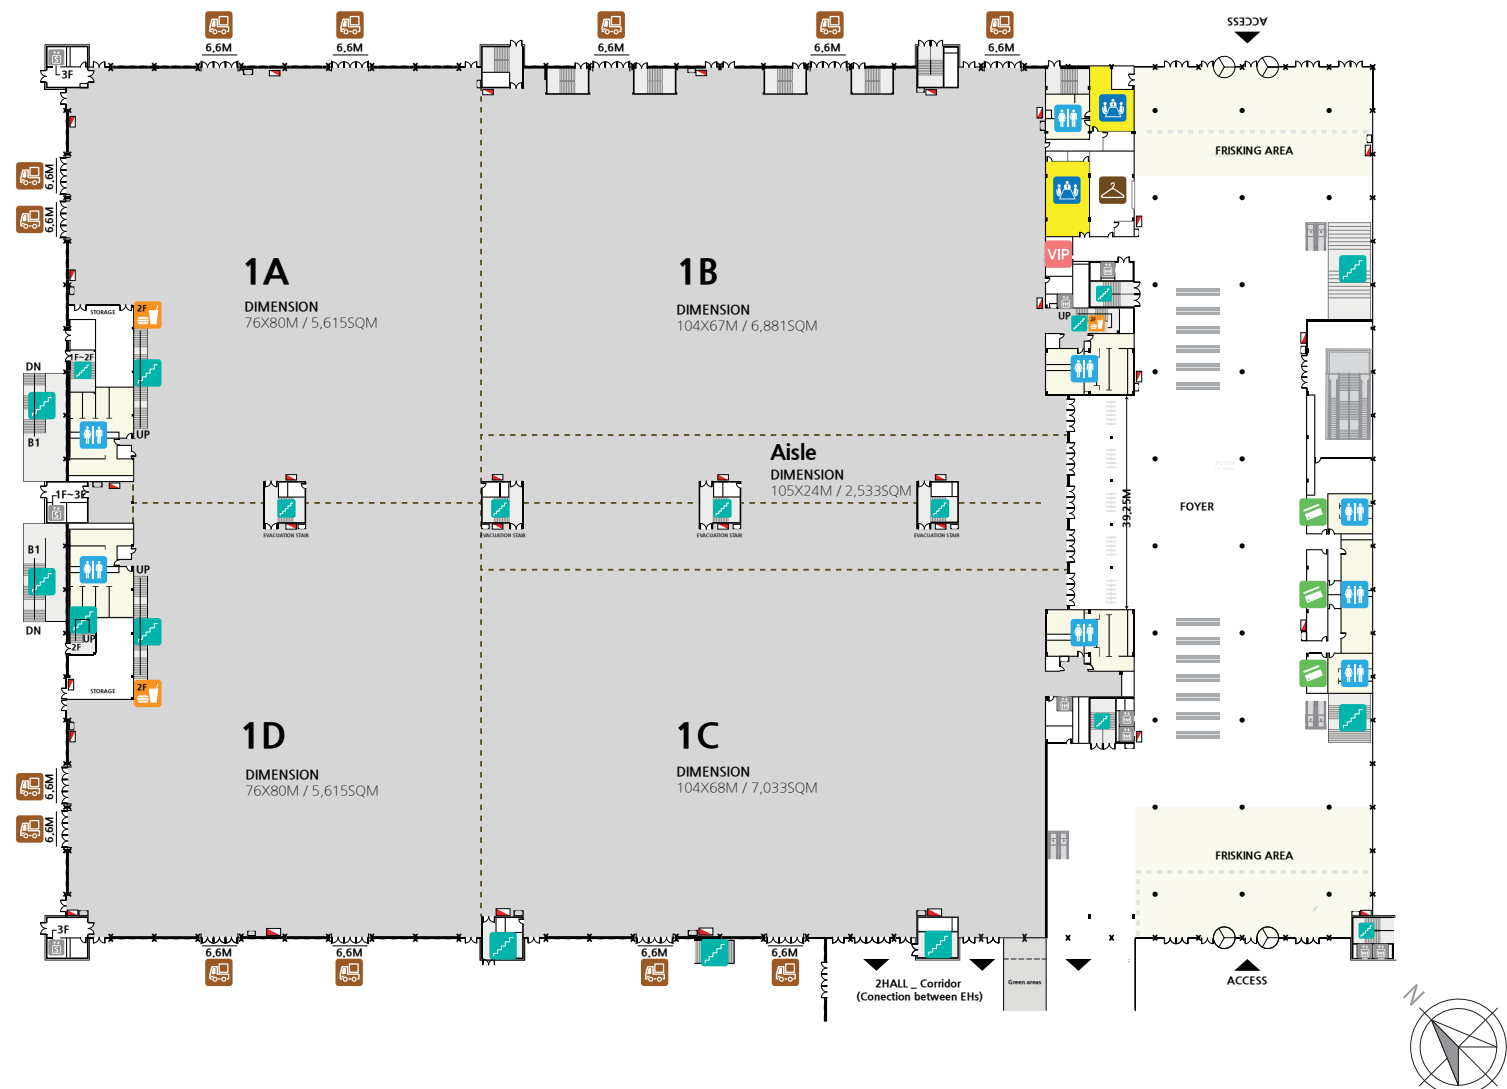 ACCESS
6,6M
6,6M
6,6M
6,6M
6,6M
3F
FRISKING AREA
6,6M
6,6M
VIP
1A
DIMENSION
76X80M / 5,615SQM
1B
DIMENSION
104X67M / 6,881SQM
STORAGE
2F
UP
2F
1F~2F
DN
B1
UP
Aisle
DIMENSION
105X24M / 2,533SQM
1F~3F
39,25M
FOYER
EVACUATION STAIR
EVACUATION STAIR
EVACUATION STAIR
EVACUATION STAIR
B1
UP
DN
UP
2F
STORAGE
2F
1D
DIMENSION
76X80M / 5,615SQM
1C
DIMENSION
104X68M / 7,033SQM
6,6M
6,6M
FRISKING AREA
3F
6,6M
6,6M
6,6M
6,6M
2HALL _ Corridor
(Conection between EHs)
Green areas
ACCESS
N